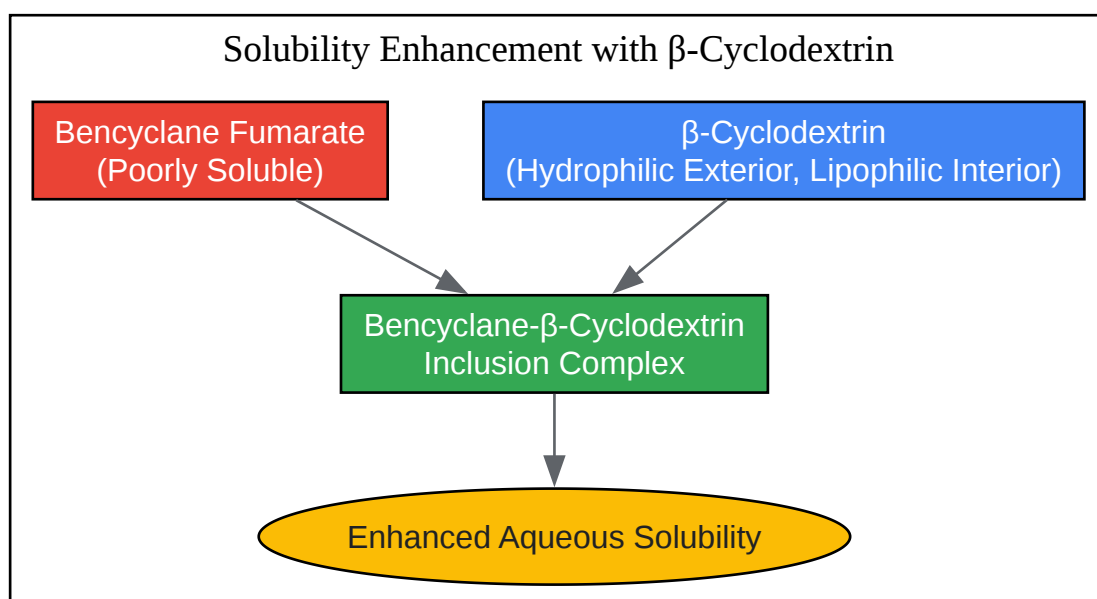 Solubility Enhancement with β-Cyclodextrin
Bencyclane Fumarate
(Poorly Soluble)
β-Cyclodextrin
(Hydrophilic Exterior, Lipophilic Interior)
Bencyclane-β-Cyclodextrin
Inclusion Complex
Enhanced Aqueous Solubility